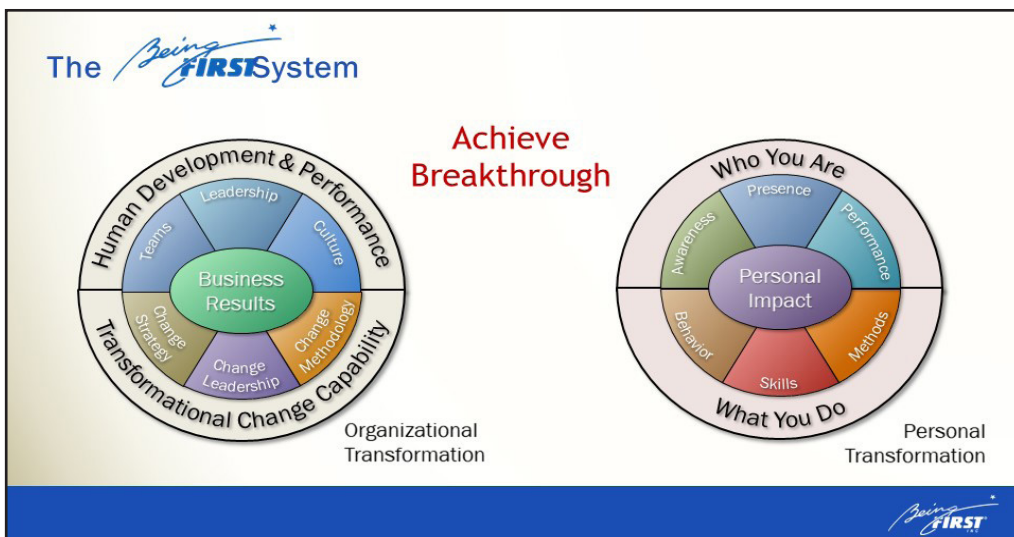 The Being FIRST System
Achieve
Breakthrough
Human Development & Performance
Teams
Leadership
Culture
Business
Results
Change
Strategy
Change
Leadership
Change
Methodology
Transformational Change Capability
Organizational
Transformation
Who You Are
Awareness
Presence
Performance
Personal
Impact
Behavior
Skills
Methods
What You Do
Personal
Transformation
Being
FIRST
INC